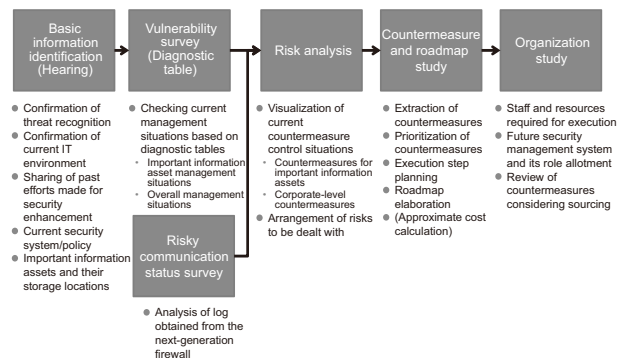 Basic
information
identification
(Hearing)
Vulnerability
survey
(Diagnostic
table)
Risk analysis
Countermeasure
and roadmap
study
Organization
study
● Confirmation of
threat recognition
● Confirmation of
current IT
environment
● Sharing of past
efforts made for
security
enhancement
● Current security
system/policy
● Important information
assets and their
storage locations
● Checking current
management
situations based on
diagnostic tables
・ Important information
asset management
situations
・ Overall management
situations
Risky
communication
status survey
● Analysis of log
obtained from the
next-generation
firewall
● Visualization of
current
countermeasure
control situations
・ Countermeasures for
important information
assets
・ Corporate-level
countermeasures
● Arrangement of risks
to be dealt with
● Extraction of
countermeasures
● Prioritization of
countermeasures
● Execution step
planning
● Roadmap
elaboration
● (Approximate cost
calculation)
● Staff and resources
required for execution
● Future security
management system
and its role allotment
● Review of
countermeasures
considering sourcing